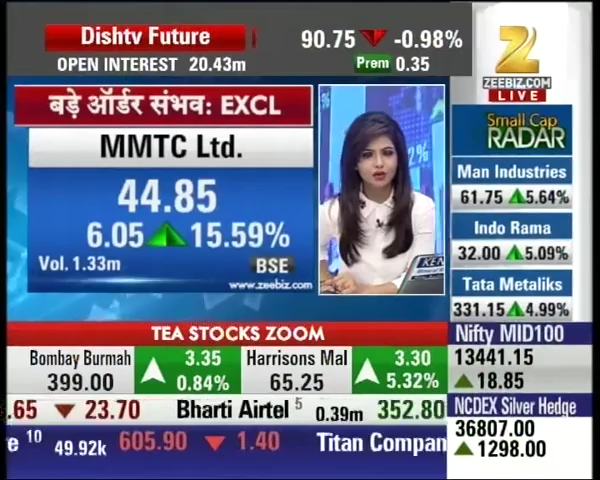 Dishtv Future
90.75 -0.98%
OPEN INTEREST 20.43m
Prem 0.35
Z
ZEEBIZ.COM
LIVE
बड़े ऑर्डर संभव: EXCL
MMTC Ltd.
44.85
6.05 15.59%
Vol. 1.33m
BSE
www.zeebiz.com
Small Cap
RADAR
Man Industries
61.75 5.64%
Indo Rama
32.00 5.09%
Tata Metaliks
331.15 4.99%
TEA STOCKS ZOOM
Bombay Burmah 3.35
399.00 0.84%
Harrisons Mal 3.30
65.25 5.32%
Nifty MID100
13441.15
18.85
.65 23.70 Bharti Airtel 5 0.39m 352.80
NCDEX Silver Hedge
36807.00
1298.00
e 10 49.92k 605.90 1.40 Titan Compan